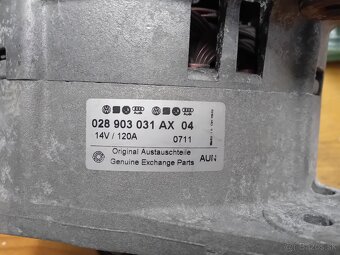 028 903 031 AX 04
14V / 120A 0711
Original Austauschteile
Genuine Exchange Parts AUN